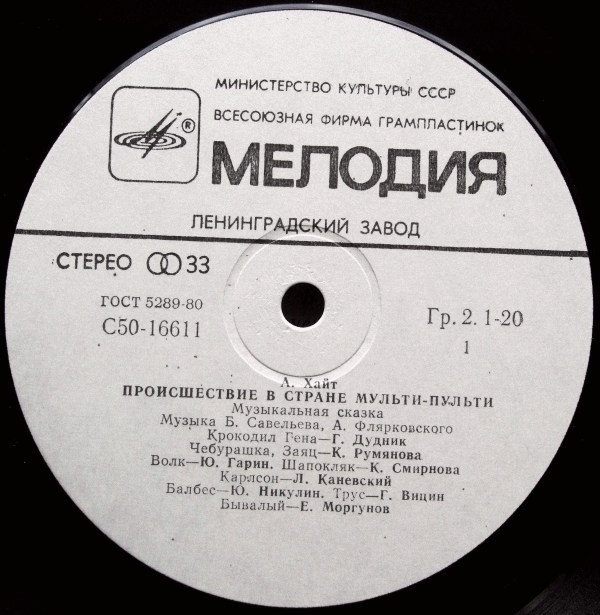 МИНИСТЕРСТВО КУЛЬТУРЫ СССР
ВСЕСОЮЗНАЯ ФИРМА ГРАМПЛАСТИНОК
®
МЕЛОДИЯ
ЛЕНИНГРАДСКИЙ ЗАВОД
СТЕРЕО 33
ГОСТ 5289-80
С50-16611
Гр. 2. 1-20
1
А. Хайт
ПРОИСШЕСТВИЕ В СТРАНЕ МУЛЬТИ-ПУЛЬТИ
Музыкальная сказка
Музыка Б. Савельева, А. Флярковского
Крокодил Гена—Г. Дудник
Чебурашка, Заяц—К. Румянова
Волк—Ю. Гарин. Шапокляк—К. Смирнова
Карлсон—Л. Каневский
Балбес—Ю. Никулин. Трус—Г. Вицин
Бывалый—Е. Моргунов